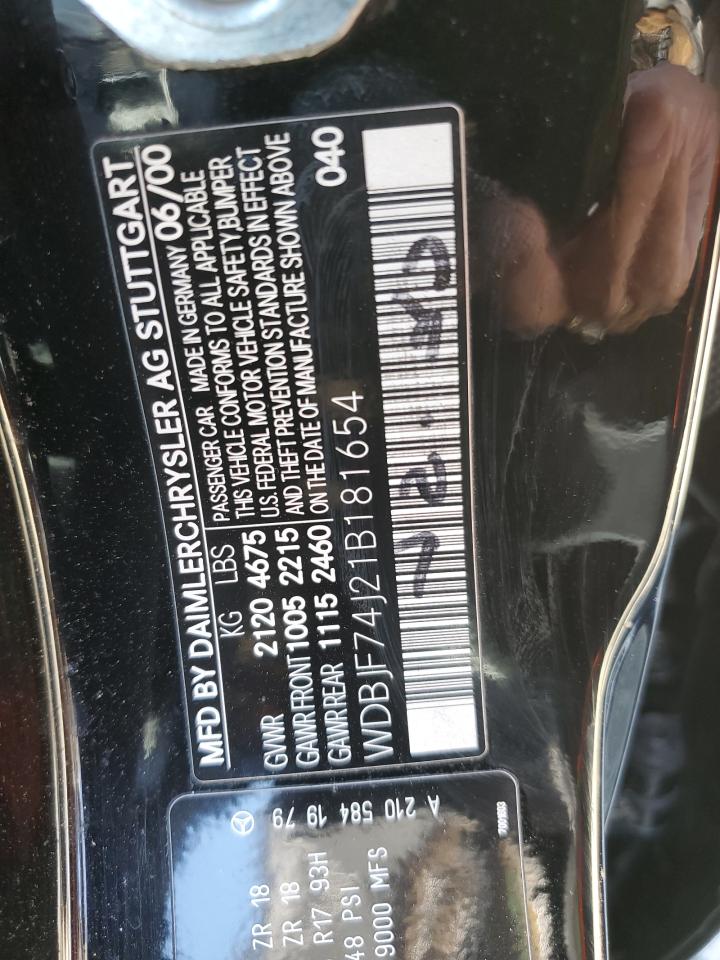 MFD BY DAIMLERCHRYSLER AG STUTTGART
KG LBS
GVWR 2120 4675
GAWR FRONT 1005 2215
GAWR REAR 1115 2460
PASSENGER CAR MADE IN GERMANY 06/00
THIS VEHICLE CONFORMS TO ALL APPLICABLE
U.S. FEDERAL MOTOR VEHICLE SAFETY, BUMPER
AND THEFT PREVENTION STANDARDS IN EFFECT
ON THE DATE OF MANUFACTURE SHOWN ABOVE
WDBJF74J21B181654
040
A 210 584 19 79
ZR 18
ZR 18
R17 93H
48 PSI
9000 MFS